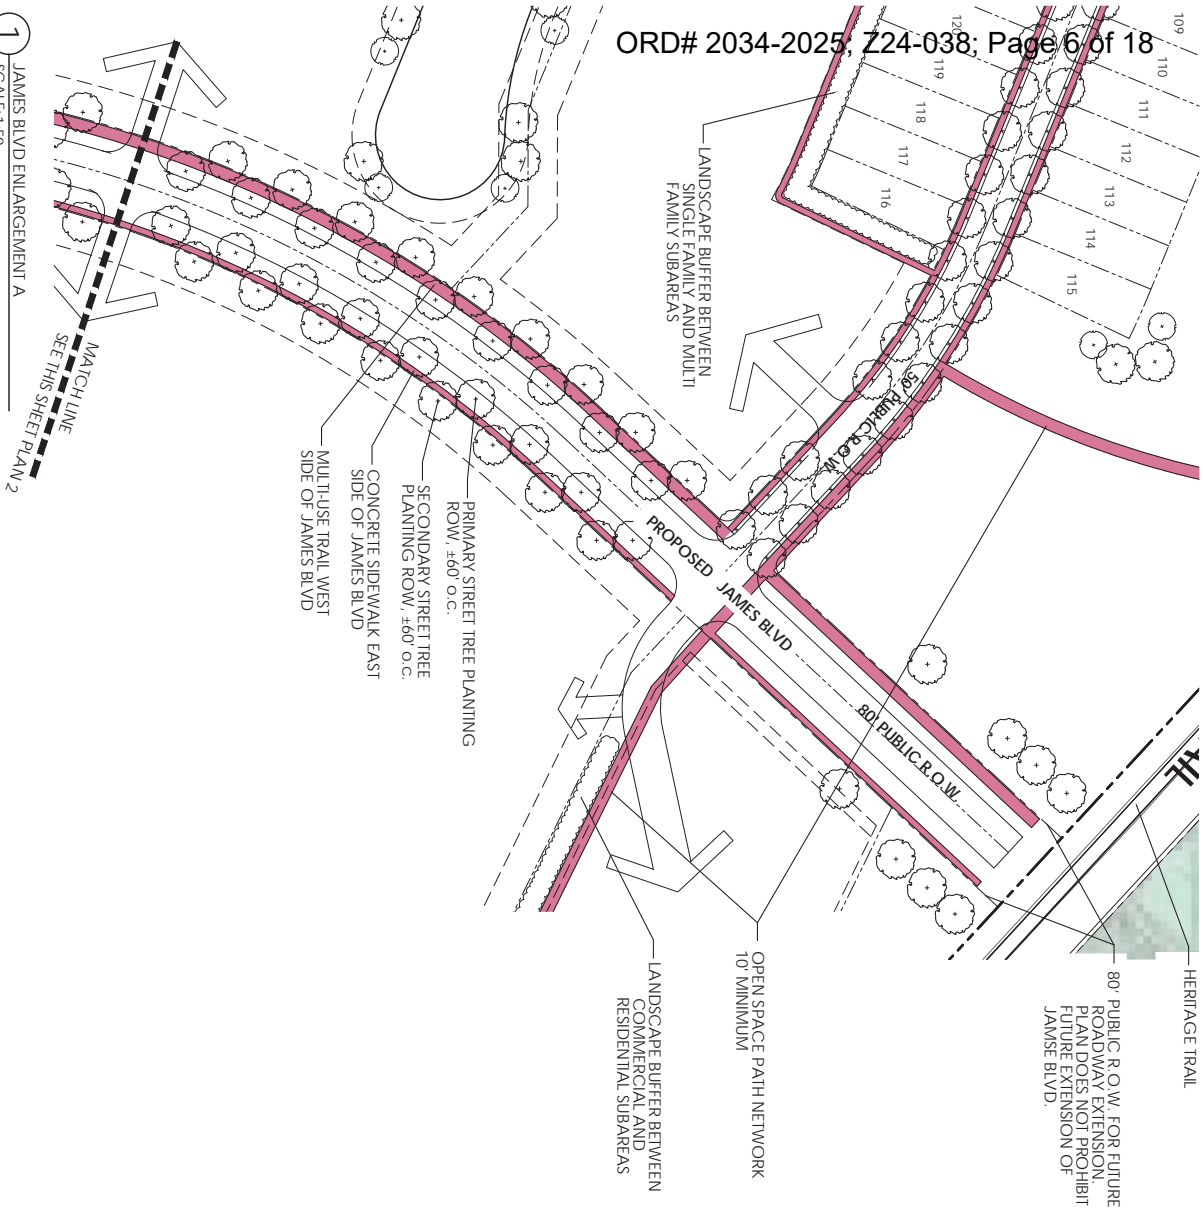 ORD# 2034-2025; Z24-038; Page 6 of 18
109
110
111
112
113
114
115
120
119
118
117
116
LANDSCAPE BUFFER BETWEEN
SINGLE FAMILY AND MULTI
FAMILY SUBAREAS
50' PUBLIC R.O.W.
PROPOSED JAMES BLVD
80' PUBLIC R.O.W.
HERITAGE TRAIL
80' PUBLIC R.O.W. FOR FUTURE
ROADWAY EXTENSION.
PLAN DOES NOT PROHIBIT
FUTURE EXTENSION OF
JAMSE BLVD.
OPEN SPACE PATH NETWORK
10' MINIMUM
LANDSCAPE BUFFER BETWEEN
COMMERCIAL AND
RESIDENTIAL SUBAREAS
PRIMARY STREET TREE PLANTING
ROW, ±60' O.C.
SECONDARY STREET TREE
PLANTING ROW, ±60' O.C.
CONCRETE SIDEWALK EAST
SIDE OF JAMES BLVD
MULTI-USE TRAIL WEST
SIDE OF JAMES BLVD
MATCH LINE
SEE THIS SHEET PLAN 2
1
JAMES BLVD ENLARGEMENT A